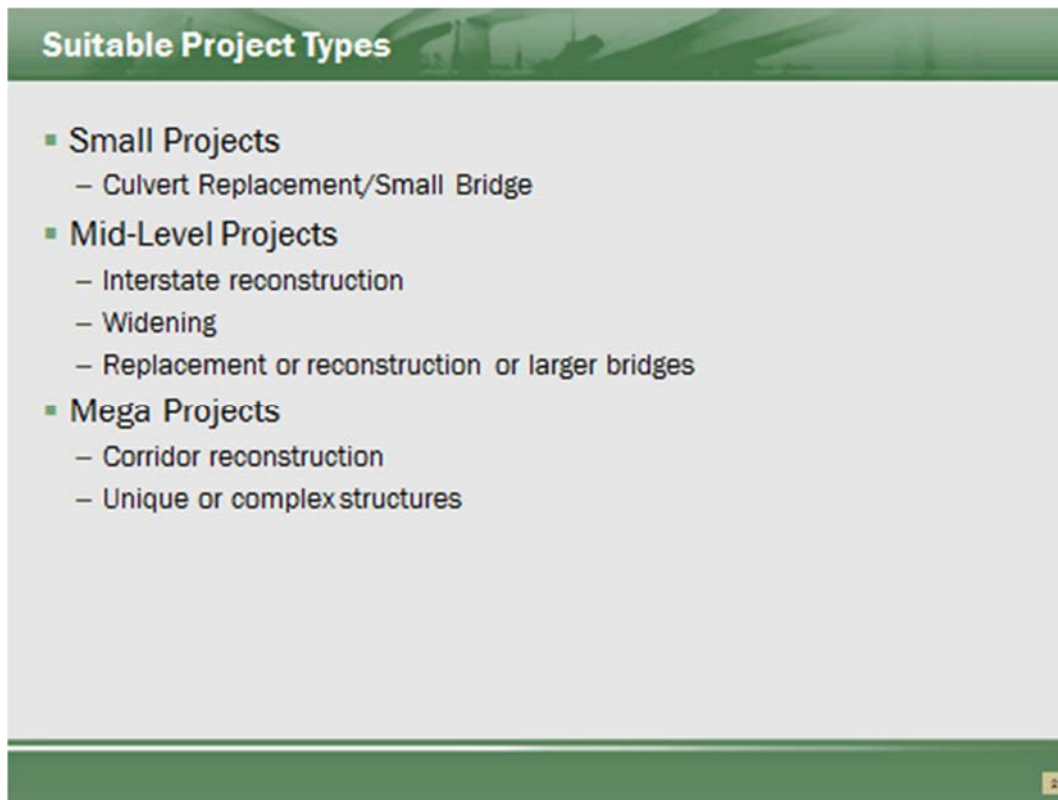 Suitable Project Types
▪ Small Projects
– Culvert Replacement/Small Bridge
▪ Mid-Level Projects
– Interstate reconstruction
– Widening
– Replacement or reconstruction or larger bridges
▪ Mega Projects
– Corridor reconstruction
– Unique or complex structures